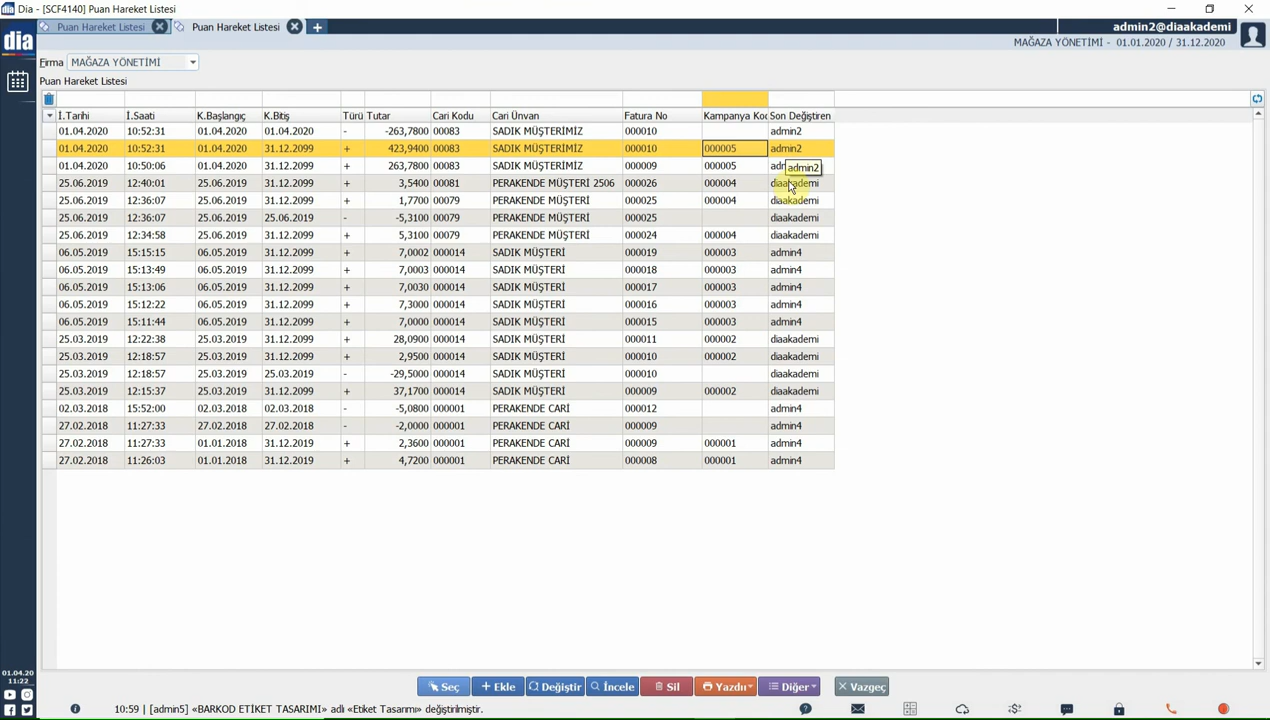 Dia - [SCF4140] Puan Hareket Listesi
dia
Puan Hareket Listesi
Puan Hareket Listesi
admin2@diaakademi
MAĞAZA YÖNETİMİ - 01.01.2020 / 31.12.2020
Firma MAĞAZA YÖNETİMİ
Puan Hareket Listesi
İ.Tarihi İ.Saati K.Başlangıç K.Bitiş Türü Tutar Cari Kodu Cari Ünvan Fatura No Kampanya Koc Son Değiştiren
01.04.2020 10:52:31 01.04.2020 01.04.2020 - -263,7800 00083 SADIK MÜŞTERİMİZ 000010 admin2
01.04.2020 10:52:31 01.04.2020 31.12.2099 + 423,9400 00083 SADIK MÜŞTERİMİZ 000010 000005 admin2
01.04.2020 10:50:06 01.04.2020 31.12.2099 + 263,7800 00083 SADIK MÜŞTERİMİZ 000009 000005 admin2
25.06.2019 12:40:01 25.06.2019 31.12.2099 + 3,5400 00081 PERAKENDE MÜŞTERİ 2506 000026 000004 diaakademi
25.06.2019 12:36:07 25.06.2019 31.12.2099 + 1,7700 00079 PERAKENDE MÜŞTERİ 000025 000004 diaakademi
25.06.2019 12:36:07 25.06.2019 25.06.2019 - -5,3100 00079 PERAKENDE MÜŞTERİ 000025 diaakademi
25.06.2019 12:34:58 25.06.2019 31.12.2099 + 5,3100 00079 PERAKENDE MÜŞTERİ 000024 000004 diaakademi
06.05.2019 15:15:15 06.05.2019 31.12.2099 + 7,0002 000014 SADIK MÜŞTERİ 000019 000003 admin4
06.05.2019 15:13:49 06.05.2019 31.12.2099 + 7,0003 000014 SADIK MÜŞTERİ 000018 000003 admin4
06.05.2019 15:13:06 06.05.2019 31.12.2099 + 7,0030 000014 SADIK MÜŞTERİ 000017 000003 admin4
06.05.2019 15:12:22 06.05.2019 31.12.2099 + 7,3000 000014 SADIK MÜŞTERİ 000016 000003 admin4
06.05.2019 15:11:44 06.05.2019 31.12.2099 + 7,0000 000014 SADIK MÜŞTERİ 000015 000003 admin4
25.03.2019 12:22:38 25.03.2019 31.12.2099 + 28,0900 000014 SADIK MÜŞTERİ 000011 000002 diaakademi
25.03.2019 12:18:57 25.03.2019 31.12.2099 + 2,9500 000014 SADIK MÜŞTERİ 000010 000002 diaakademi
25.03.2019 12:18:57 25.03.2019 25.03.2019 - -29,5000 000014 SADIK MÜŞTERİ 000010 diaakademi
25.03.2019 12:15:37 25.03.2019 31.12.2099 + 37,1700 000014 SADIK MÜŞTERİ 000009 000002 diaakademi
02.03.2018 15:52:00 02.03.2018 02.03.2018 - -5,0800 000001 PERAKENDE CARİ 000012 admin4
27.02.2018 11:27:33 27.02.2018 27.02.2018 - -2,0000 000001 PERAKENDE CARİ 000009 admin4
27.02.2018 11:27:33 01.01.2018 31.12.2019 + 2,3600 000001 PERAKENDE CARİ 000009 000001 admin4
27.02.2018 11:26:03 01.01.2018 31.12.2019 + 4,7200 000001 PERAKENDE CARİ 000008 000001 admin4
Seç Ekle Değiştir İncele Sil Yazdır Diğer Vazgeç
01.04.20
11:22
10:59 | [admin5] «BARKOD ETİKET TASARIMI» adlı «Etiket Tasarımı» değiştirilmiştir.